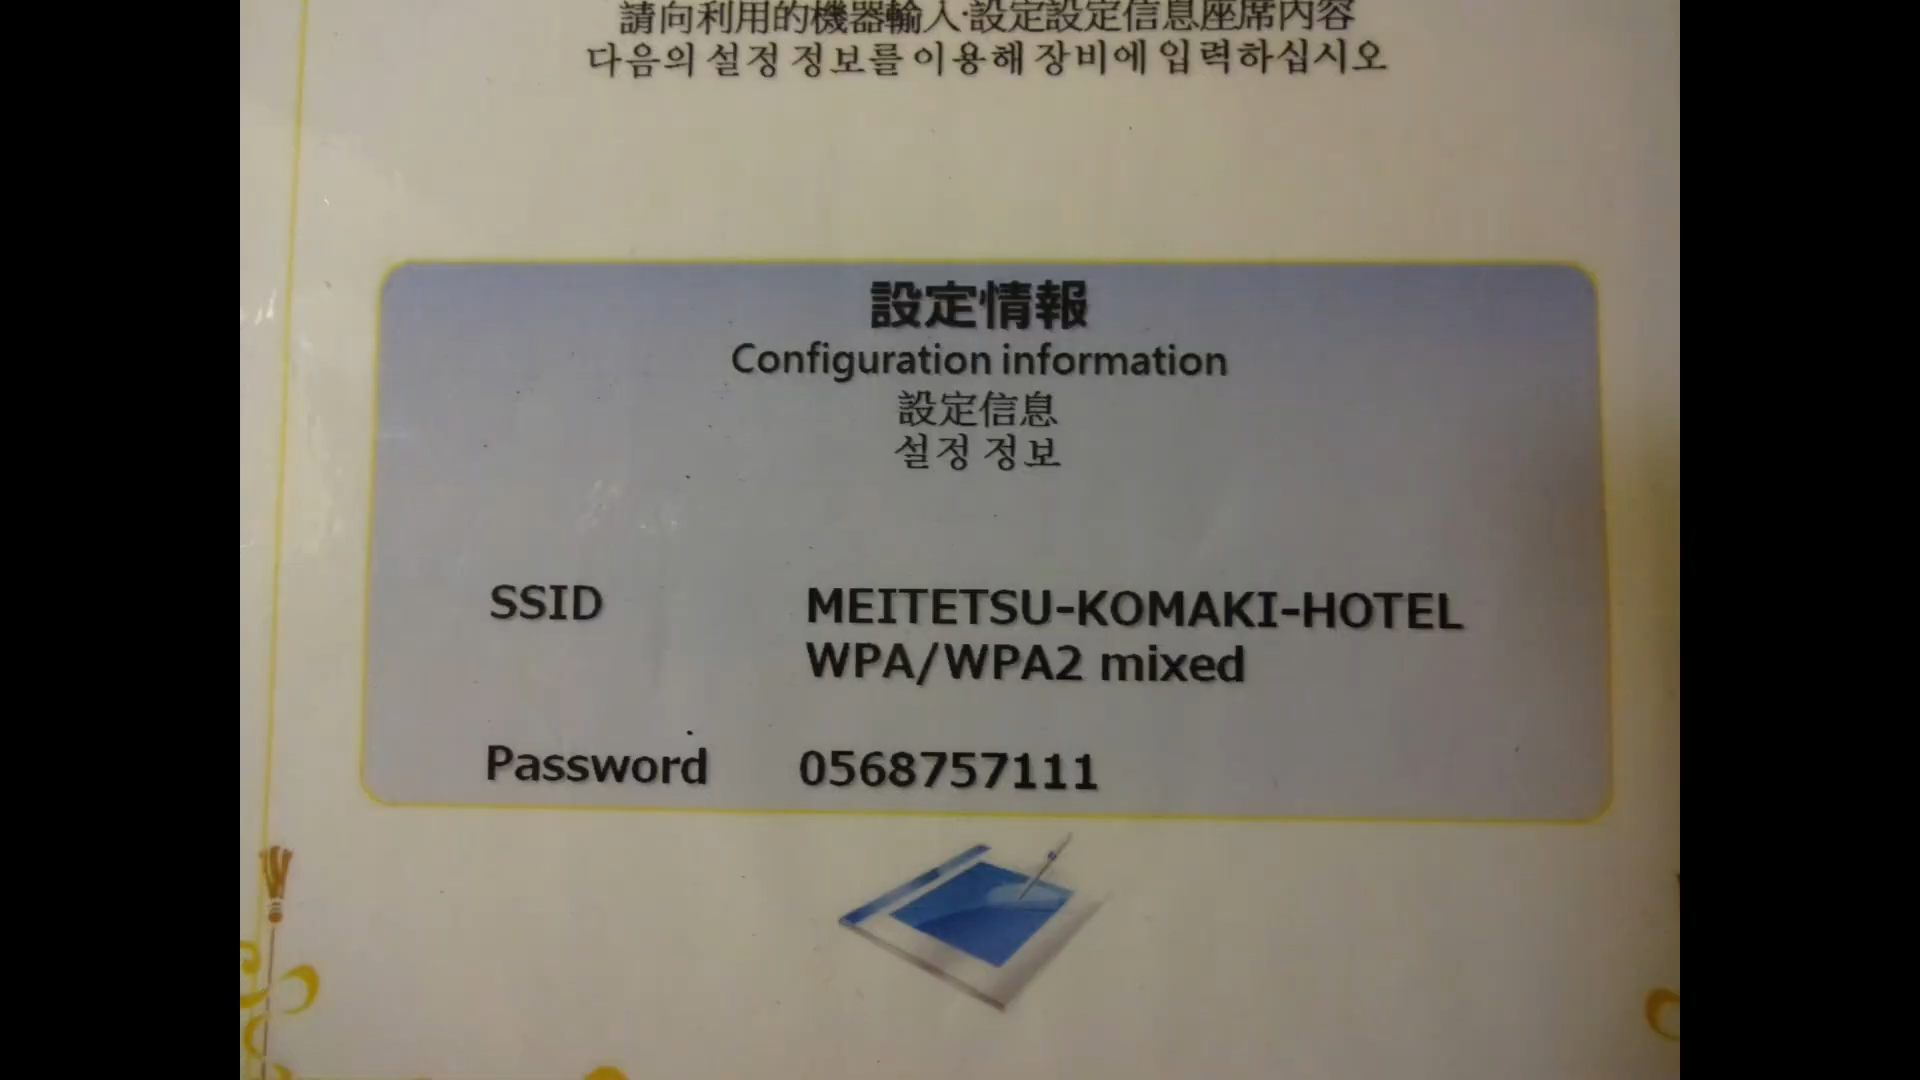 請向利用的機器輸入·設定設定信息座席内容
다음의 설정 정보를 이용해 장비에 입력하십시오
設定情報
Configuration information
設定信息
설정 정보
SSID MEITETSU-KOMAKI-HOTEL
WPA/WPA2 mixed
Password 0568757111